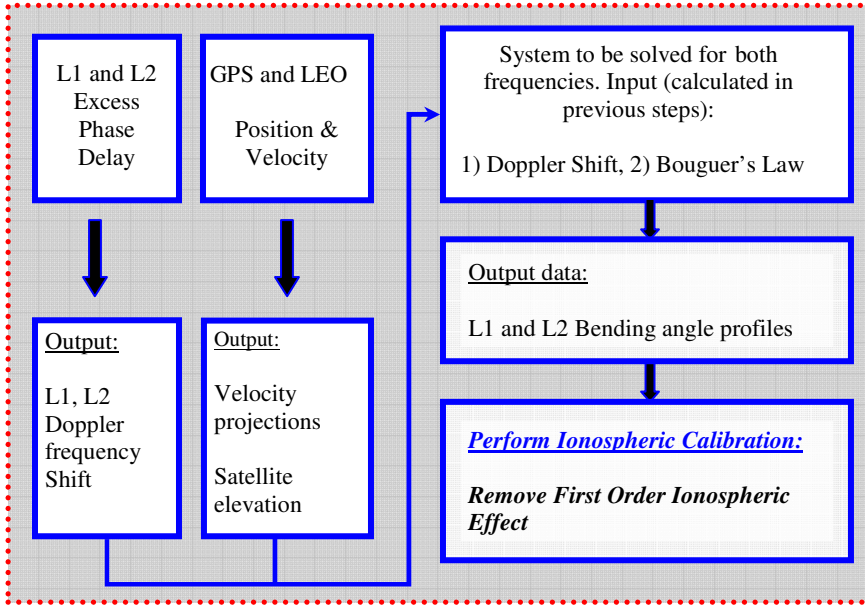 L1 and L2
Excess
Phase
Delay
GPS and LEO
Position &
Velocity
Output:
L1, L2
Doppler
frequency
Shift
Output:
Velocity
projections
Satellite
elevation
System to be solved for both
frequencies. Input (calculated in
previous steps):
1) Doppler Shift, 2) Bouguer's Law
Output data:
L1 and L2 Bending angle profiles
Perform Ionospheric Calibration:
Remove First Order Ionospheric
Effect